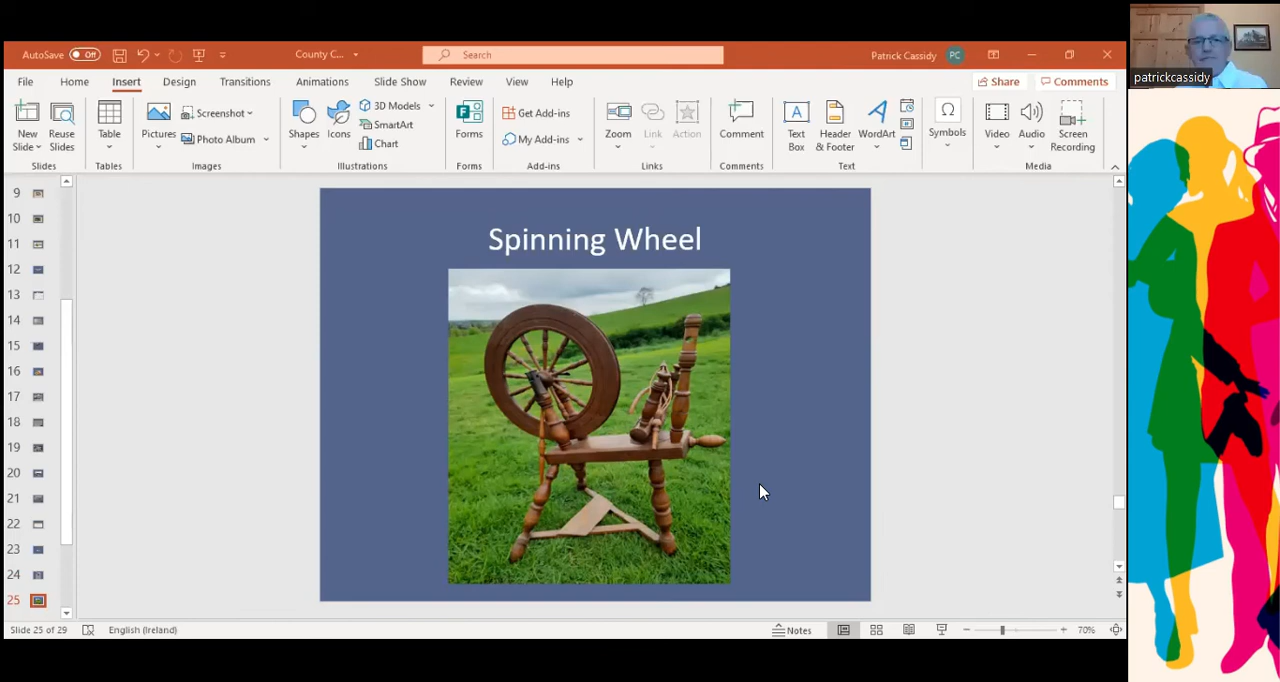 AutoSave Off County C... Search Patrick Cassidy PC
patrickcassidy
File Home Insert Design Transitions Animations Slide Show Review View Help Share Comments
New Slide
Reuse Slides
Table
Pictures
Screenshot
Photo Album
Shapes
Icons
3D Models
SmartArt
Chart
Forms
Get Add-ins
My Add-ins
Zoom
Link
Action
Comment
Text Box
Header & Footer
WordArt
Symbols
Video
Audio
Screen Recording
Slides Tables Images Illustrations Forms Add-ins Links Comments Text Media
9
10
11
12
13
14
15
16
17
18
19
20
21
22
23
24
25
Spinning Wheel
Slide 25 of 29 English (Ireland) Notes 70%